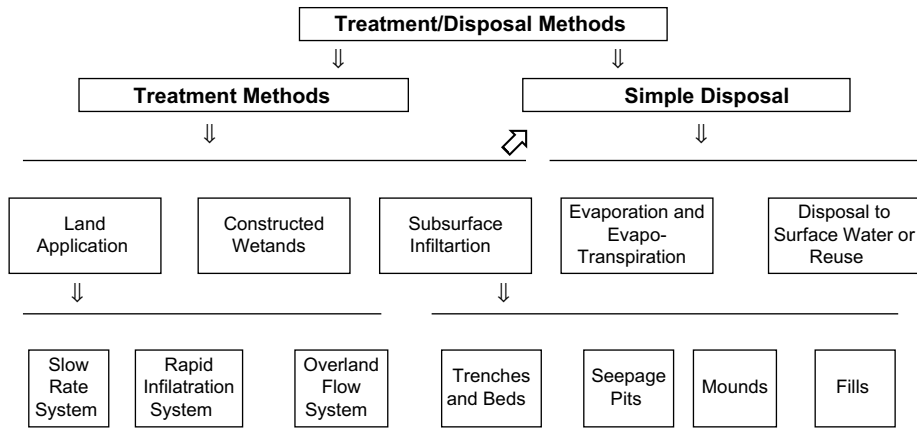 Treatment/Disposal Methods
Treatment Methods
Simple Disposal
Land
Application
Constructed
Wetands
Subsurface
Infiltartion
Evaporation and
Evapo-
Transpiration
Disposal to
Surface Water or
Reuse
Slow
Rate
System
Rapid
Infilatration
System
Overland
Flow
System
Trenches
and Beds
Seepage
Pits
Mounds
Fills